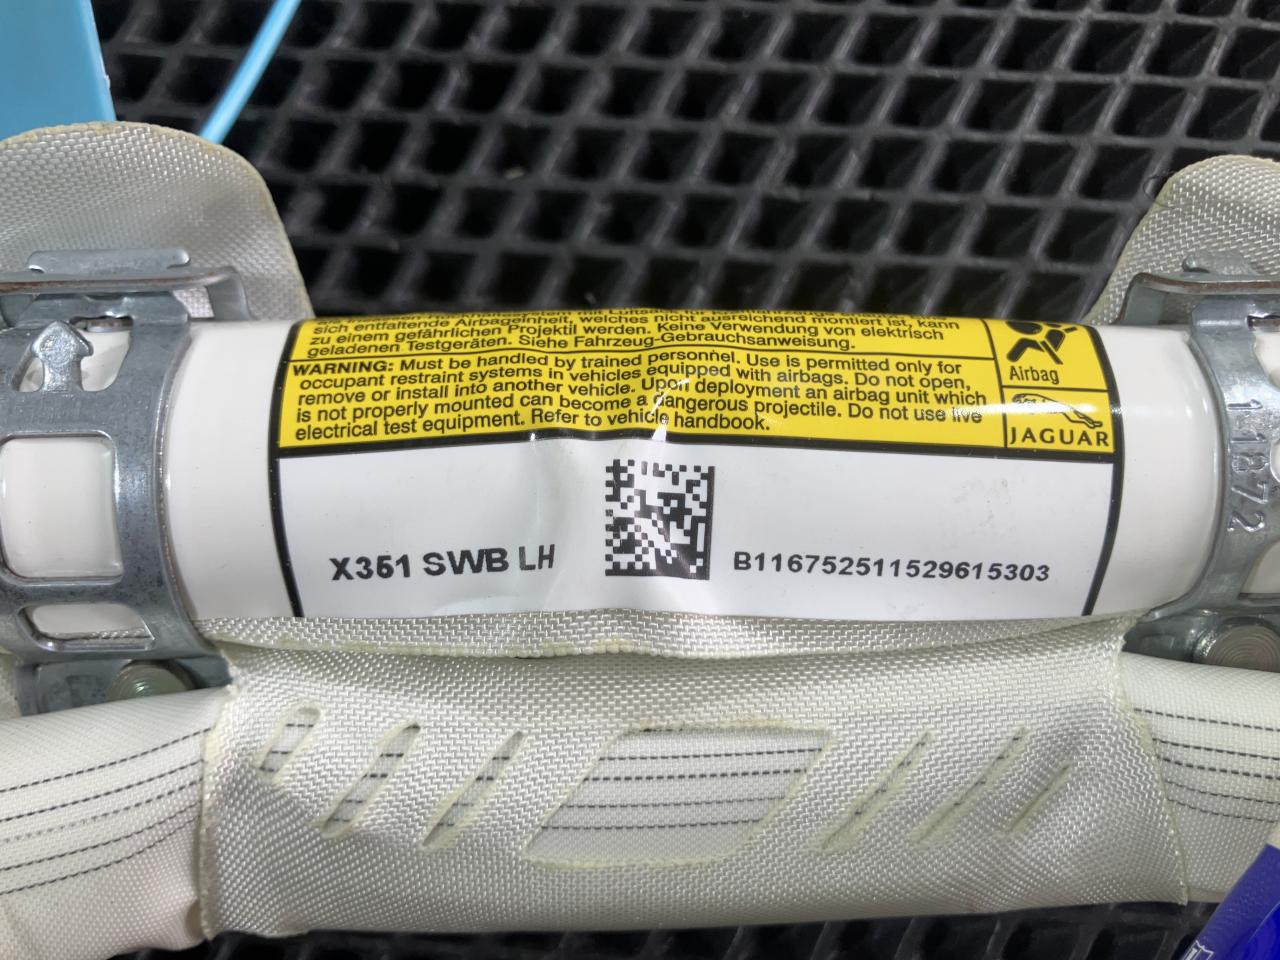 sich entfaltende Airbageinheit, welches nicht ausreichend montiert ist, kann
zu einem gefährlichen Projektil werden. Keine Verwendung von elektrisch
geladenen Testgeräten. Siehe Fahrzeug-Gebrauchsanweisung.
WARNING: Must be handled by trained personnel. Use is permitted only for
occupant restraint systems in vehicles equipped with airbags. Do not open,
remove or install into another vehicle. Upon deployment an airbag unit which
is not properly mounted can become a dangerous projectile. Do not use live
electrical test equipment. Refer to vehicle handbook.
Airbag
JAGUAR
X351 SWB LH
B116752511529615303
11872